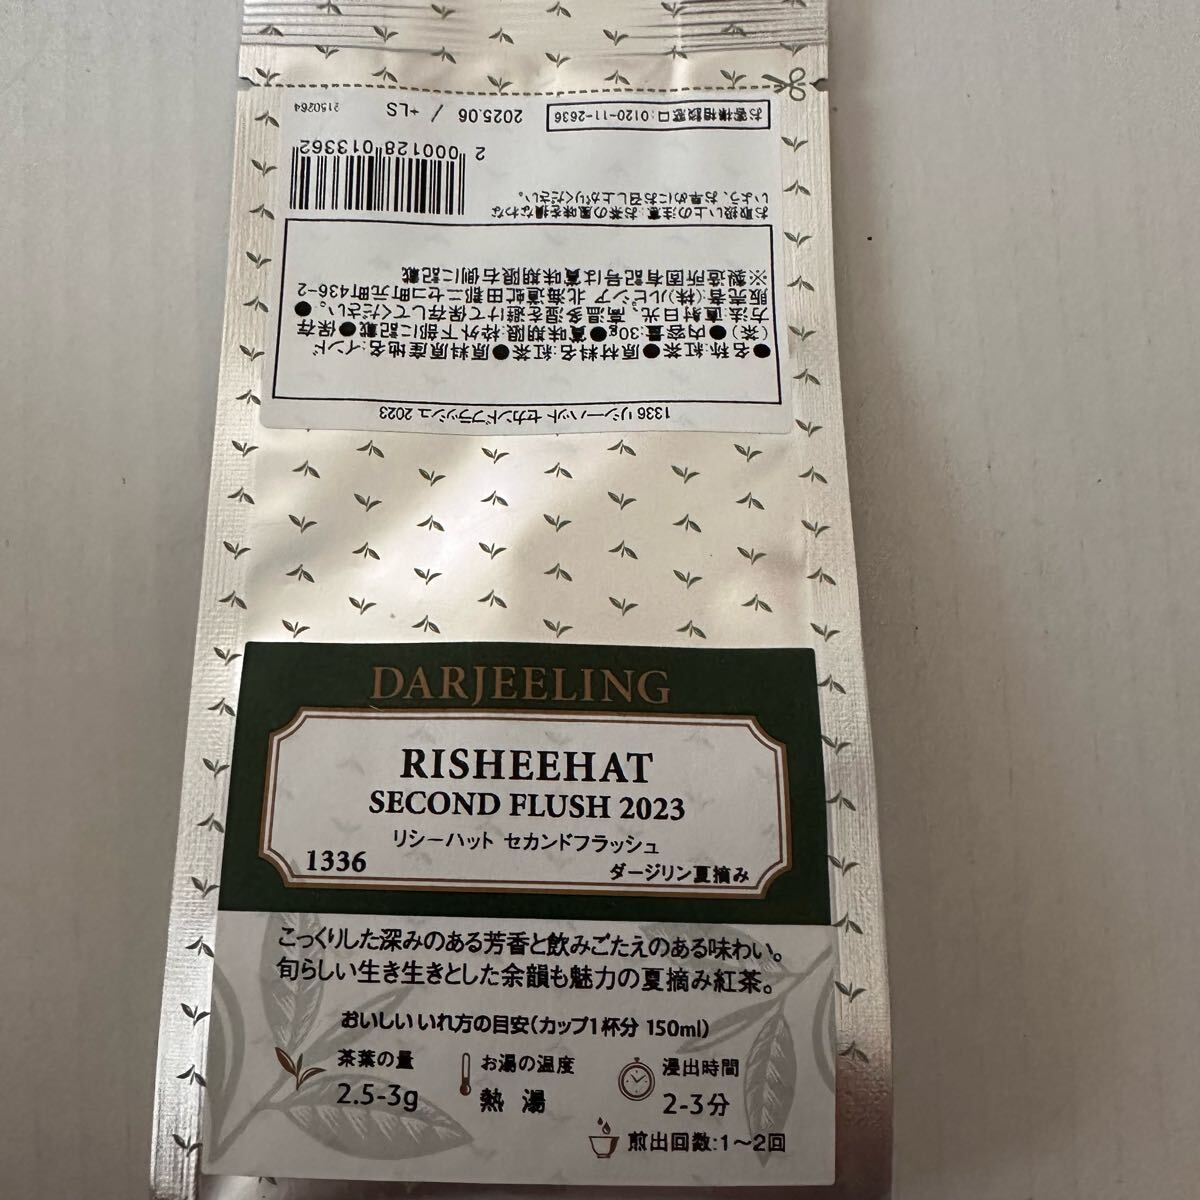 1336 リシーハット セカンドフラッシュ 2023
●名称:紅茶●原材料名:紅茶●原料原産地名:インド
(茶)●内容量:30g●賞味期限:枠外下部に記載●保存
方法:直射日光、高温多湿を避けて保存してください。●
販売者:(株)ルピシア 北海道虻田郡ニセコ町元町436-2
※製造所固有記号は賞味期限右側に記載
お取扱い上の注意:お茶の風味を損なわな
いよう、お早めにお召し上がりください。
2 000128 013362
お客様相談窓口:0120-11-2636
2025.06 / +LS
2150264
DARJEELING
RISHEEHAT
SECOND FLUSH 2023
リシーハット セカンドフラッシュ
1336
ダージリン夏摘み
こっくりした深みのある芳香と飲みごたえのある味わい。
旬らしい生き生きとした余韻も魅力の夏摘み紅茶。
おいしいいれ方の目安(カップ1杯分 150ml)
茶葉の量
2.5-3g
お湯の温度
熱 湯
浸出時間
2-3分
煎出回数:1〜2回